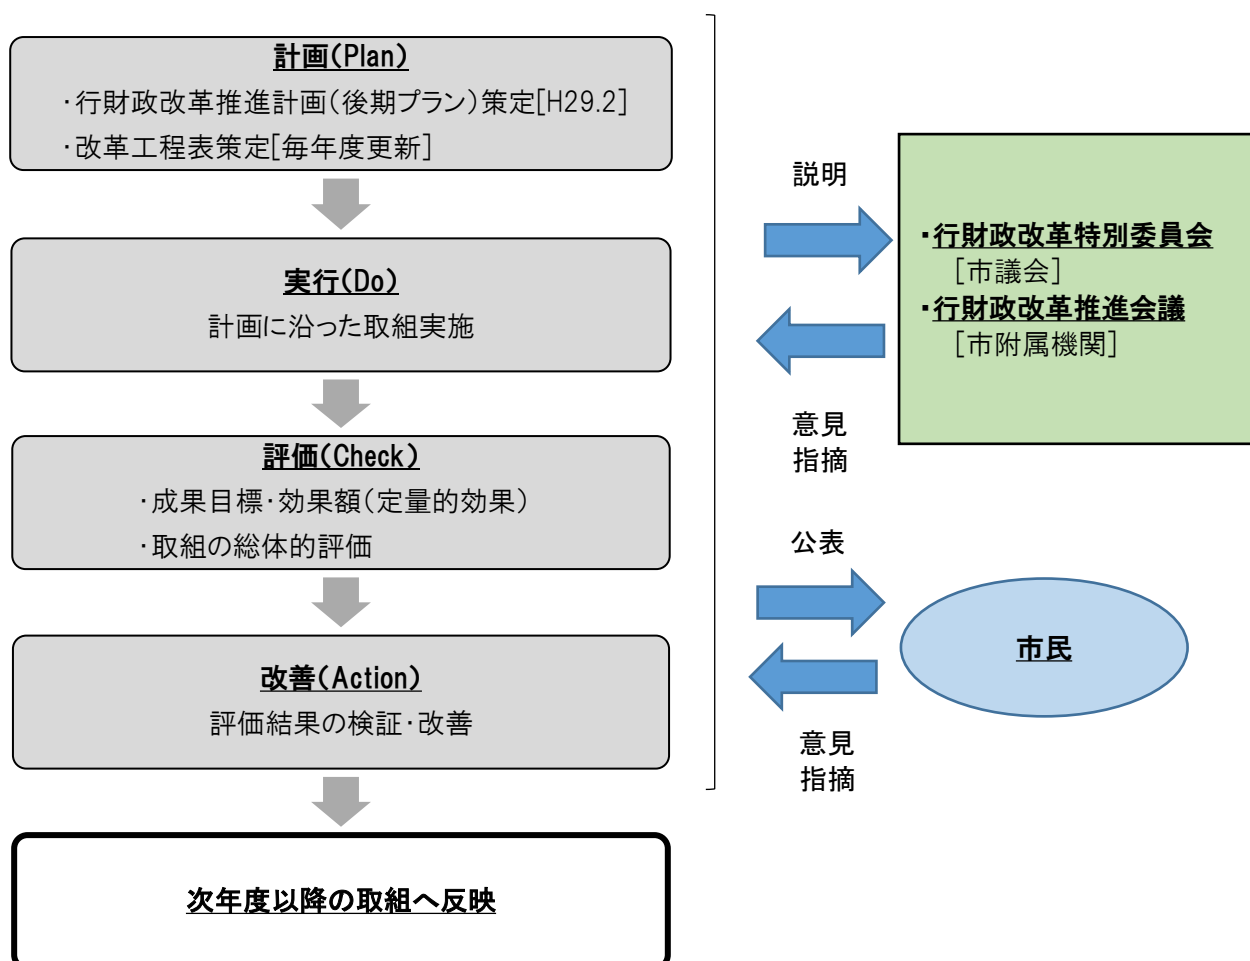 計画(Plan)
・行財政改革推進計画(後期プラン)策定[H29.2]
・改革工程表策定[毎年度更新]
実行(Do)
計画に沿った取組実施
評価(Check)
・成果目標・効果額(定量的効果)
・取組の総体的評価
改善(Action)
評価結果の検証・改善
次年度以降の取組へ反映
説明
・行財政改革特別委員会
[市議会]
・行財政改革推進会議
[市附属機関]
意見
指摘
公表
市民
意見
指摘